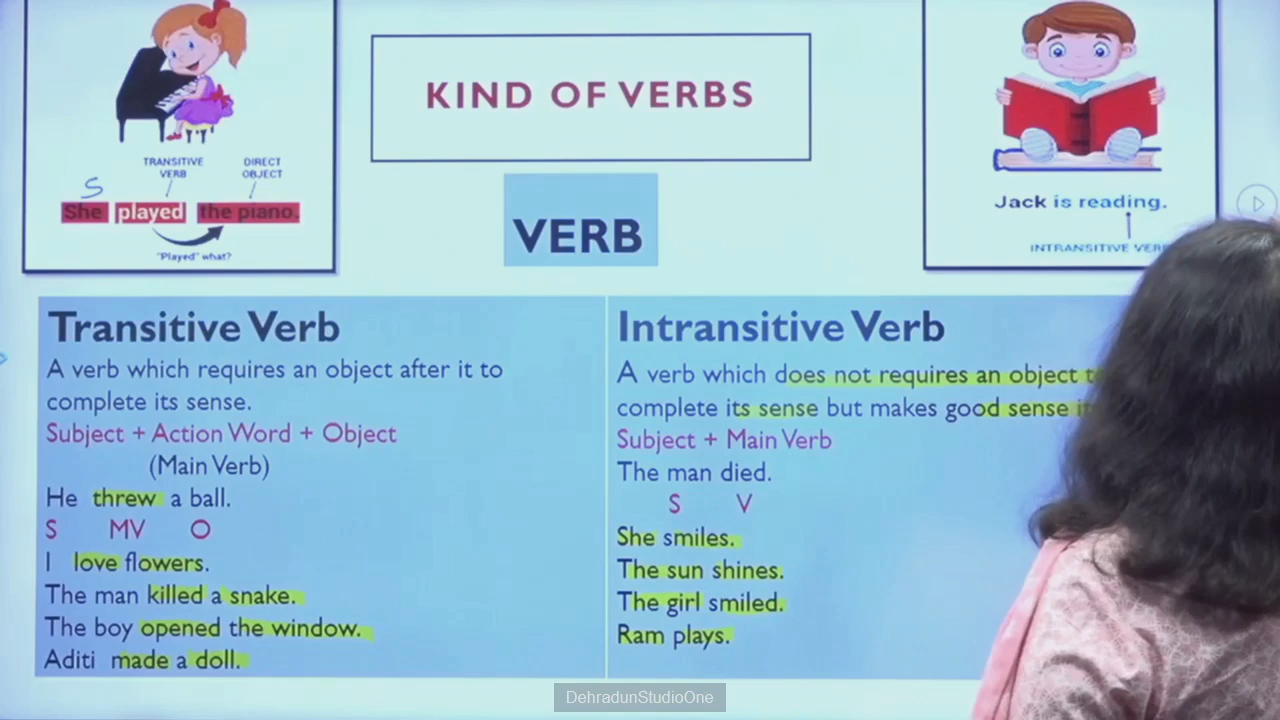 KIND OF VERBS
TRANSITIVE VERB
DIRECT OBJECT
S
She played the piano.
"Played" what?
VERB
Jack is reading.
INTRANSITIVE
Transitive Verb
A verb which requires an object after it to
complete its sense.
Subject + Action Word + Object
(Main Verb)
He threw a ball.
S MV O
I love flowers.
The man killed a snake.
The boy opened the window.
Aditi made a doll.
Intransitive Verb
A verb which does not requires an object
complete its sense but makes good sense
Subject + Main Verb
The man died.
S V
She smiles.
The sun shines.
The girl smiled.
Ram plays.
DehradunStudioOne